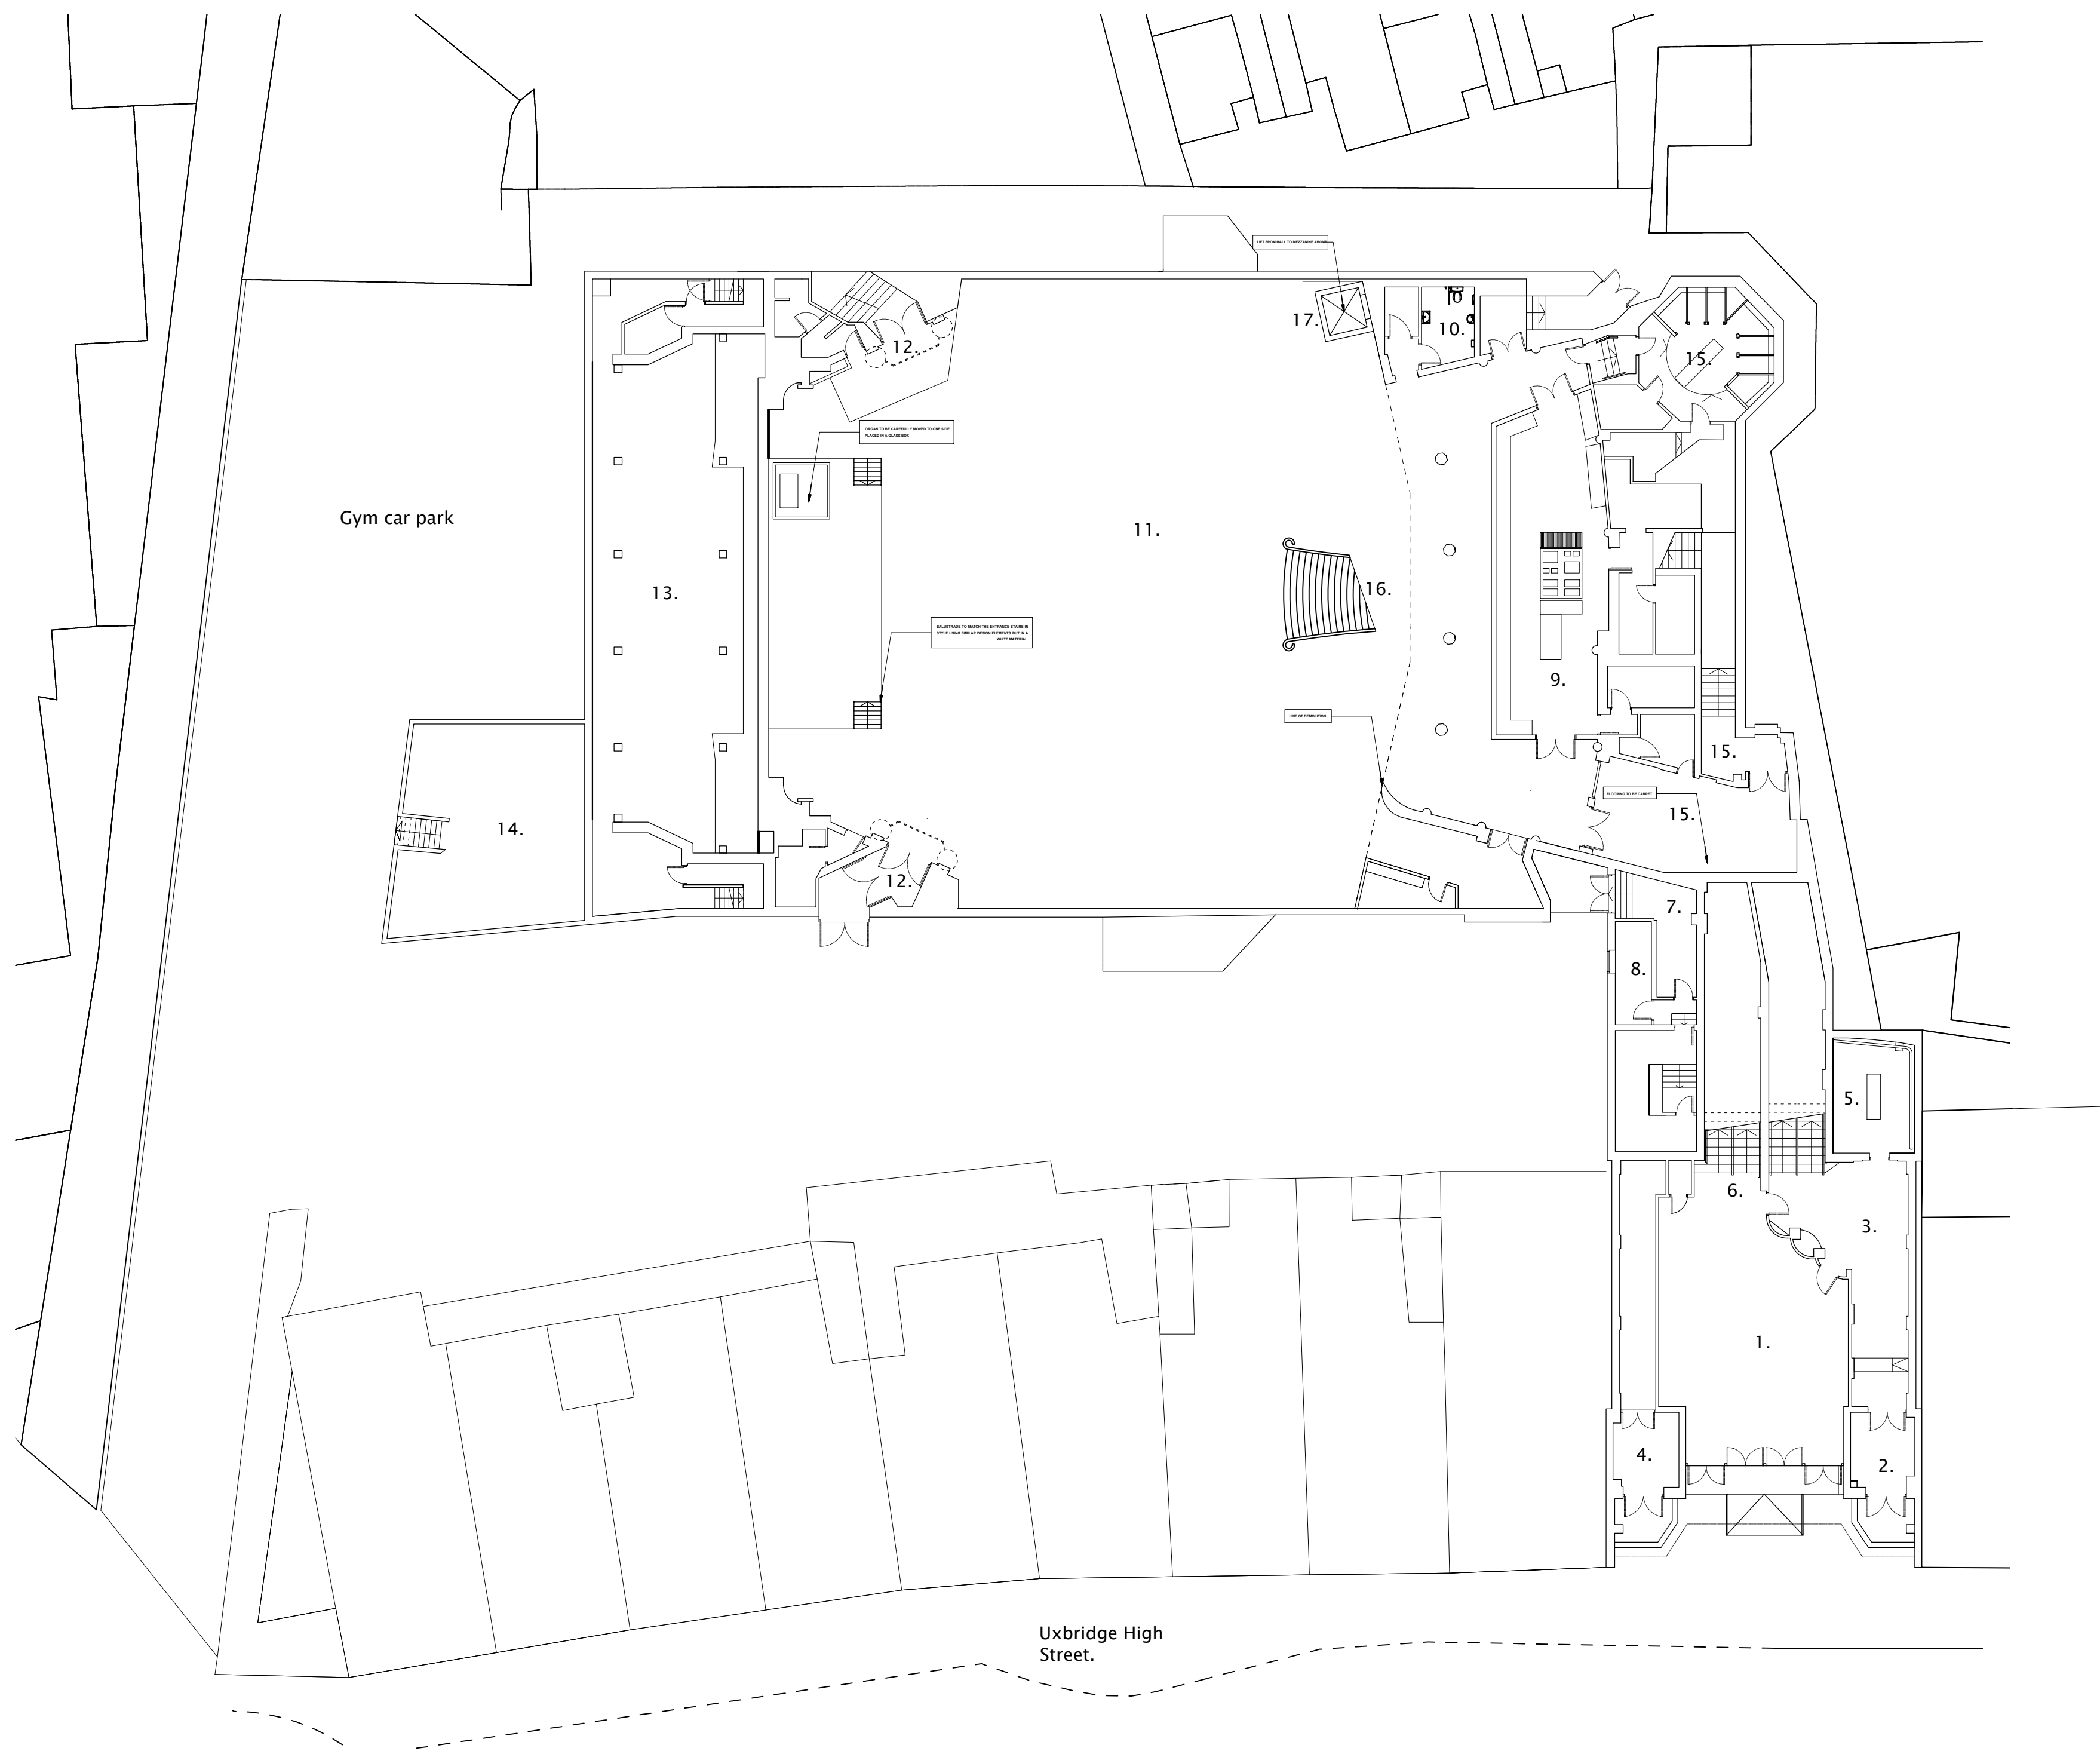 LIFT FROM HALL TO MEZZANINE ABOVE
17.
10.
12.
15.
ORGAN TO BE CAREFULLY MOVED TO ONE SIDE
PLACED IN A GLASS BOX
Gym car park
11.
13.
16.
BALUSTRADE TO MATCH THE ENTRANCE STAIRS IN
STYLE USING SIMILAR DESIGN ELEMENTS BUT IN A
WHITE MATERIAL.
9.
LINE OF DEMOLITION
15.
FLOORING TO BE CARPET
15.
14.
12.
7.
8.
5.
6.
3.
1.
4.
2.
Uxbridge High
Street.